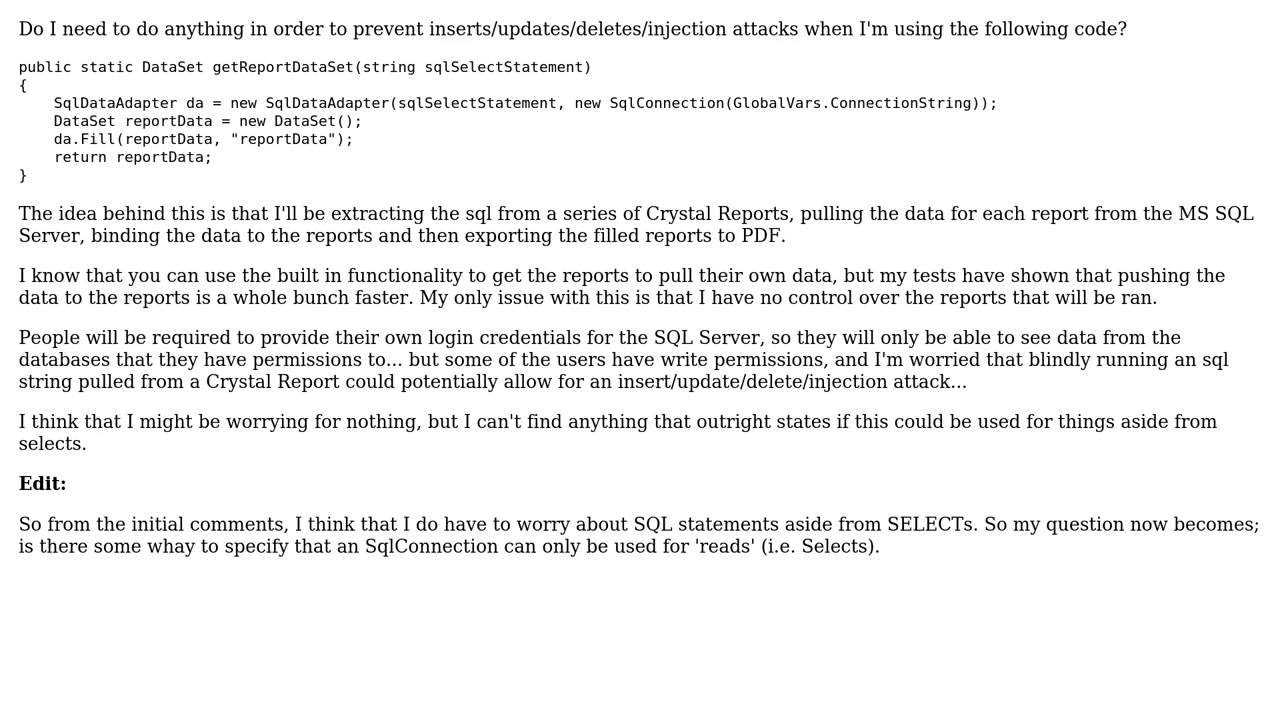 Do I need to do anything in order to prevent inserts/updates/deletes/injection attacks when I'm using the following code?
public static DataSet getReportDataSet(string sqlSelectStatement)
{
    SqlDataAdapter da = new SqlDataAdapter(sqlSelectStatement, new SqlConnection(GlobalVars.ConnectionString));
    DataSet reportData = new DataSet();
    da.Fill(reportData, "reportData");
    return reportData;
}
The idea behind this is that I'll be extracting the sql from a series of Crystal Reports, pulling the data for each report from the MS SQL
Server, binding the data to the reports and then exporting the filled reports to PDF.
I know that you can use the built in functionality to get the reports to pull their own data, but my tests have shown that pushing the
data to the reports is a whole bunch faster. My only issue with this is that I have no control over the reports that will be ran.
People will be required to provide their own login credentials for the SQL Server, so they will only be able to see data from the
databases that they have permissions to... but some of the users have write permissions, and I'm worried that blindly running an sql
string pulled from a Crystal Report could potentially allow for an insert/update/delete/injection attack...
I think that I might be worrying for nothing, but I can't find anything that outright states if this could be used for things aside from
selects.
Edit:
So from the initial comments, I think that I do have to worry about SQL statements aside from SELECTs. So my question now becomes;
is there some whay to specify that an SqlConnection can only be used for 'reads' (i.e. Selects).